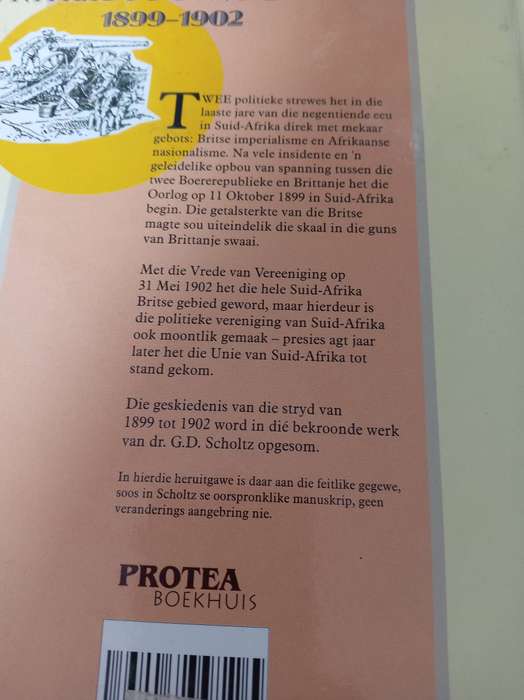 1899–1902
TWEE politieke strewes het in die
laaste jare van die negentiende eeu
in Suid-Afrika direk met mekaar
gebots: Britse imperialisme en Afrikaanse
nasionalisme. Na vele insidente en 'n
geleidelike opbou van spanning tussen die
twee Boererepublieke en Brittanje het die
Oorlog op 11 Oktober 1899 in Suid-Afrika
begin. Die getalsterkte van die Britse
magte sou uiteindelik die skaal in die guns
van Brittanje swaai.
Met die Vrede van Vereeniging op
31 Mei 1902 het die hele Suid-Afrika
Britse gebied geword, maar hierdeur is
die politieke vereniging van Suid-Afrika
ook moontlik gemaak – presies agt jaar
later het die Unie van Suid-Afrika tot
stand gekom.
Die geskiedenis van die stryd van
1899 tot 1902 word in dié bekroonde werk
van dr. G.D. Scholtz opgesom.
In hierdie heruitgawe is daar aan die feitlike gegewe,
soos in Scholtz se oorspronklike manuskrip, geen
veranderings aangebring nie.
PROTEA
BOEKHUIS